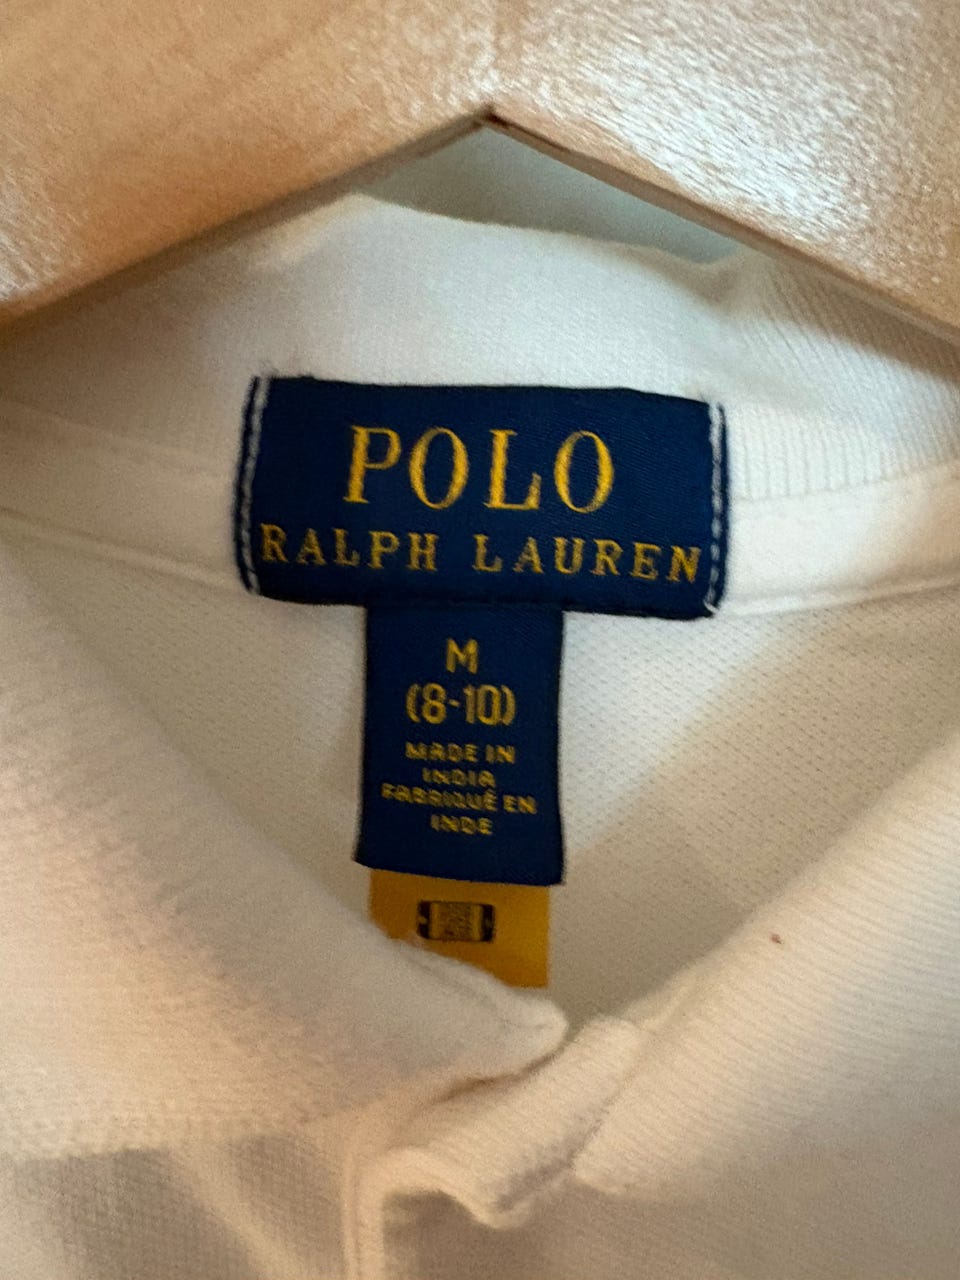 POLO
RALPH LAUREN
M
(8-10)
MADE IN
INDIA
FABRIQUÉ EN
INDE